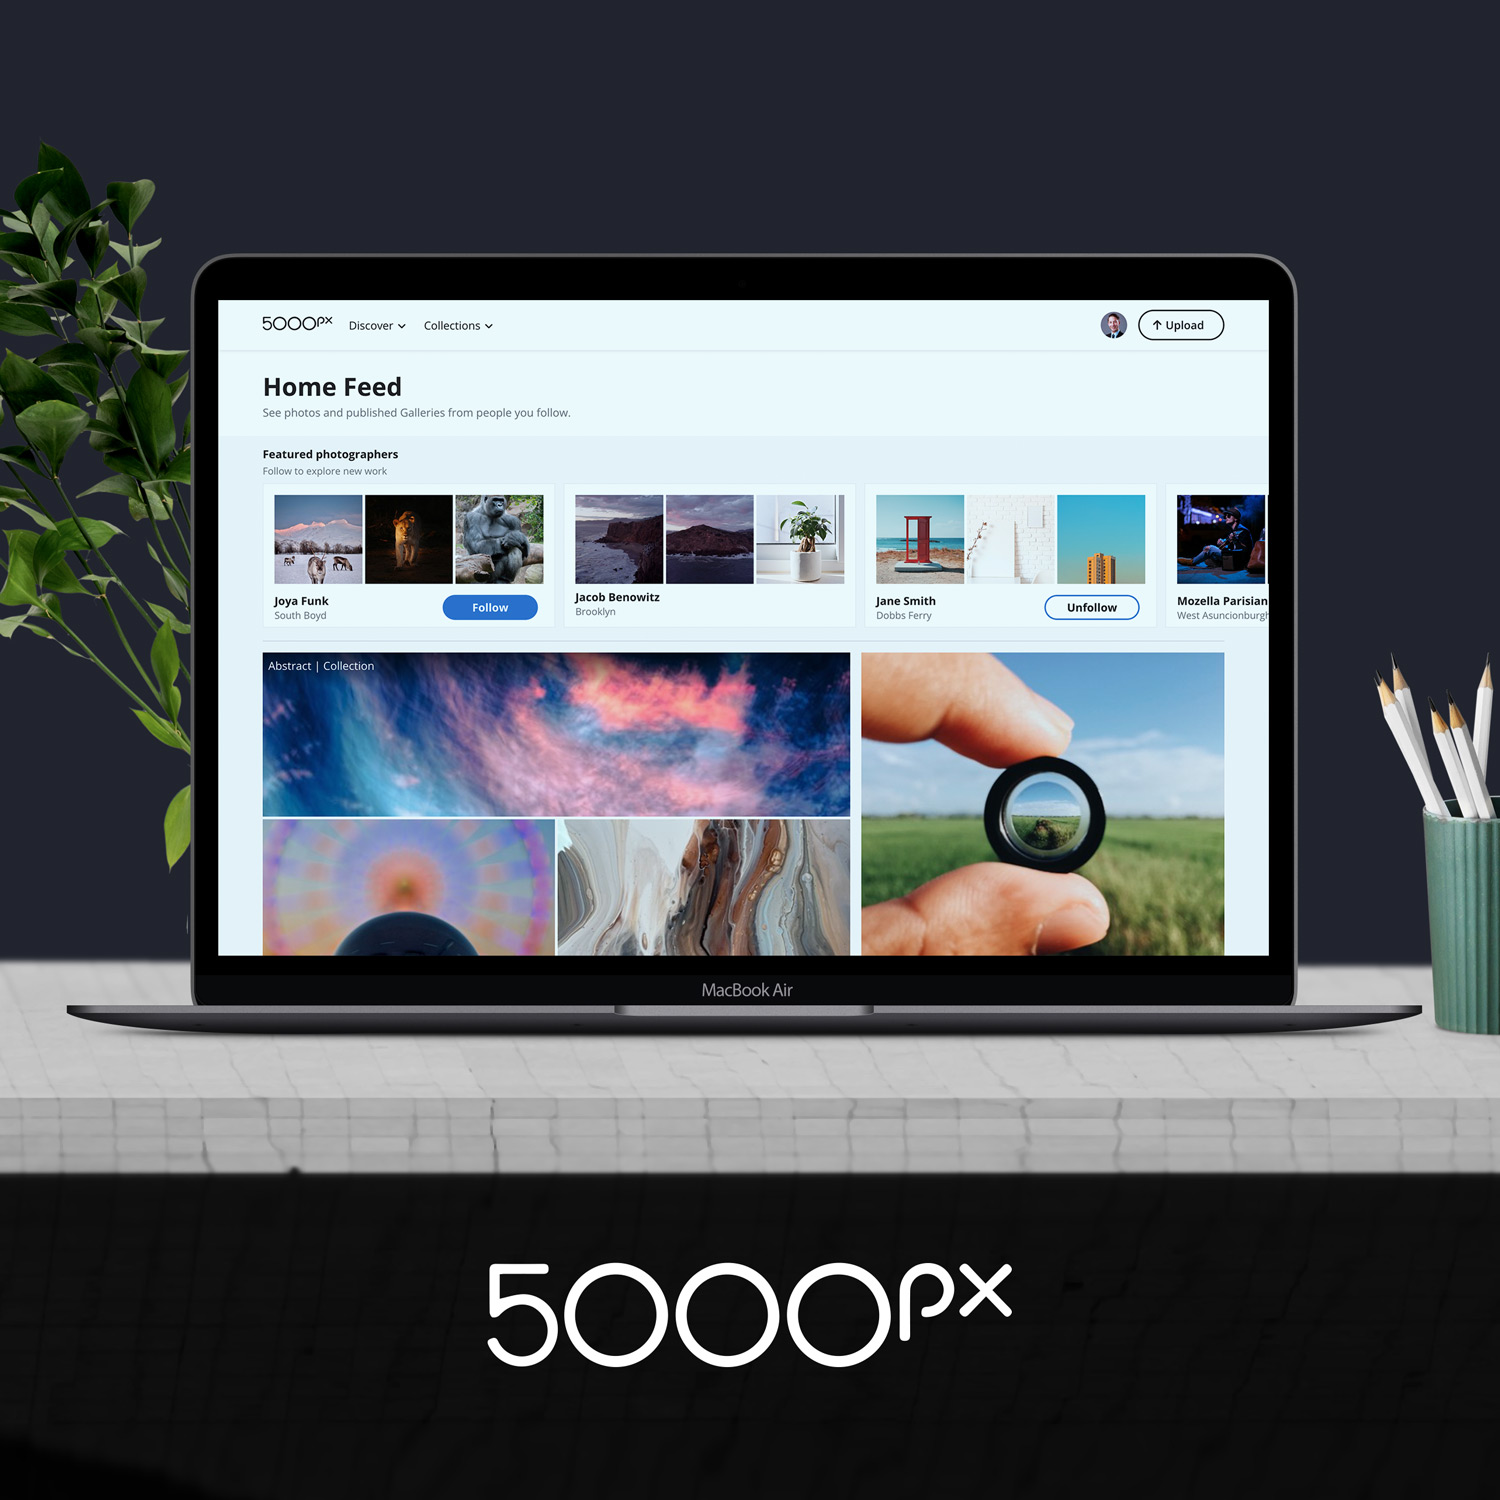 5000px Discover Collections Upload
Home Feed
See photos and published Galleries from people you follow.
Featured photographers
Follow to explore new work
Joya Funk
South Boyd
Follow
Jacob Benowitz
Brooklyn
Jane Smith
Dobbs Ferry
Unfollow
Mozella Parisian
West Asuncionburgh
Abstract | Collection
MacBook Air
5000px